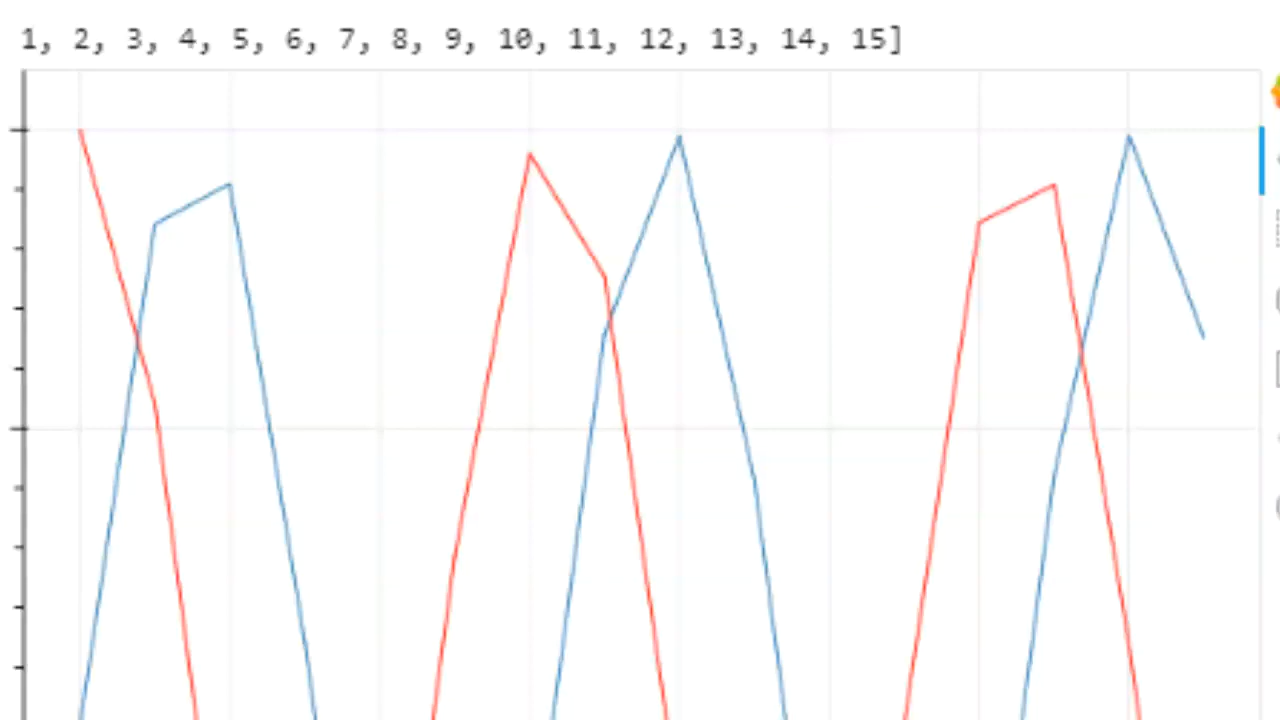 1, 2, 3, 4, 5, 6, 7, 8, 9, 10, 11, 12, 13, 14, 15]